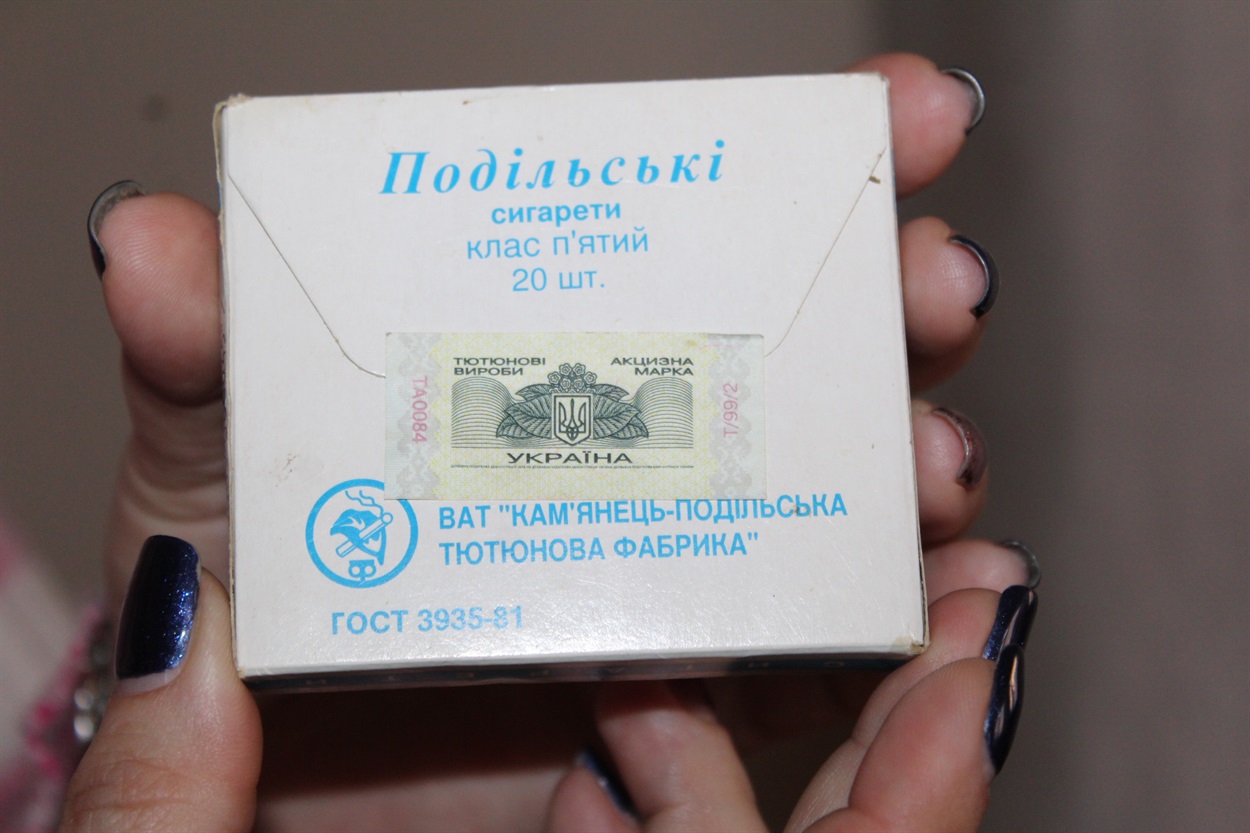 Подільські
сигарети
клас п'ятий
20 шт.
ТЮТЮНОВІ ВИРОБИ
АКЦИЗНА МАРКА
ТА0084
Т/99/2
УКРАЇНА
ВАТ "КАМ'ЯНЕЦЬ-ПОДІЛЬСЬКА
ТЮТЮНОВА ФАБРИКА"
ГОСТ 3935-81